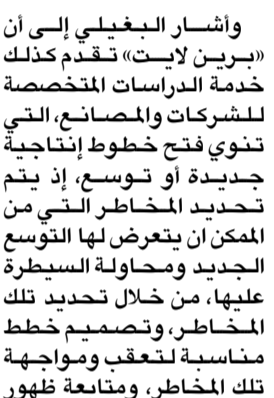 وأشار البغيلي إلى أن
«برين لايت» تقدم كذلك
خدمة الدراسات المتخصصة
للشركات والمصانع، التي
تنوي فتح خطوط إنتاجية
جديدة أو توسع، إذ يتم
تحديد المخاطر التي من
الممكن ان يتعرض لها التوسع
الجديد ومحاولة السيطرة
عليها، من خلال تحديد تلك
المخاطر، وتصميم خطط
مناسبة لتعقب ومواجهة
تلك المخاطر، ومتابعة ظهور